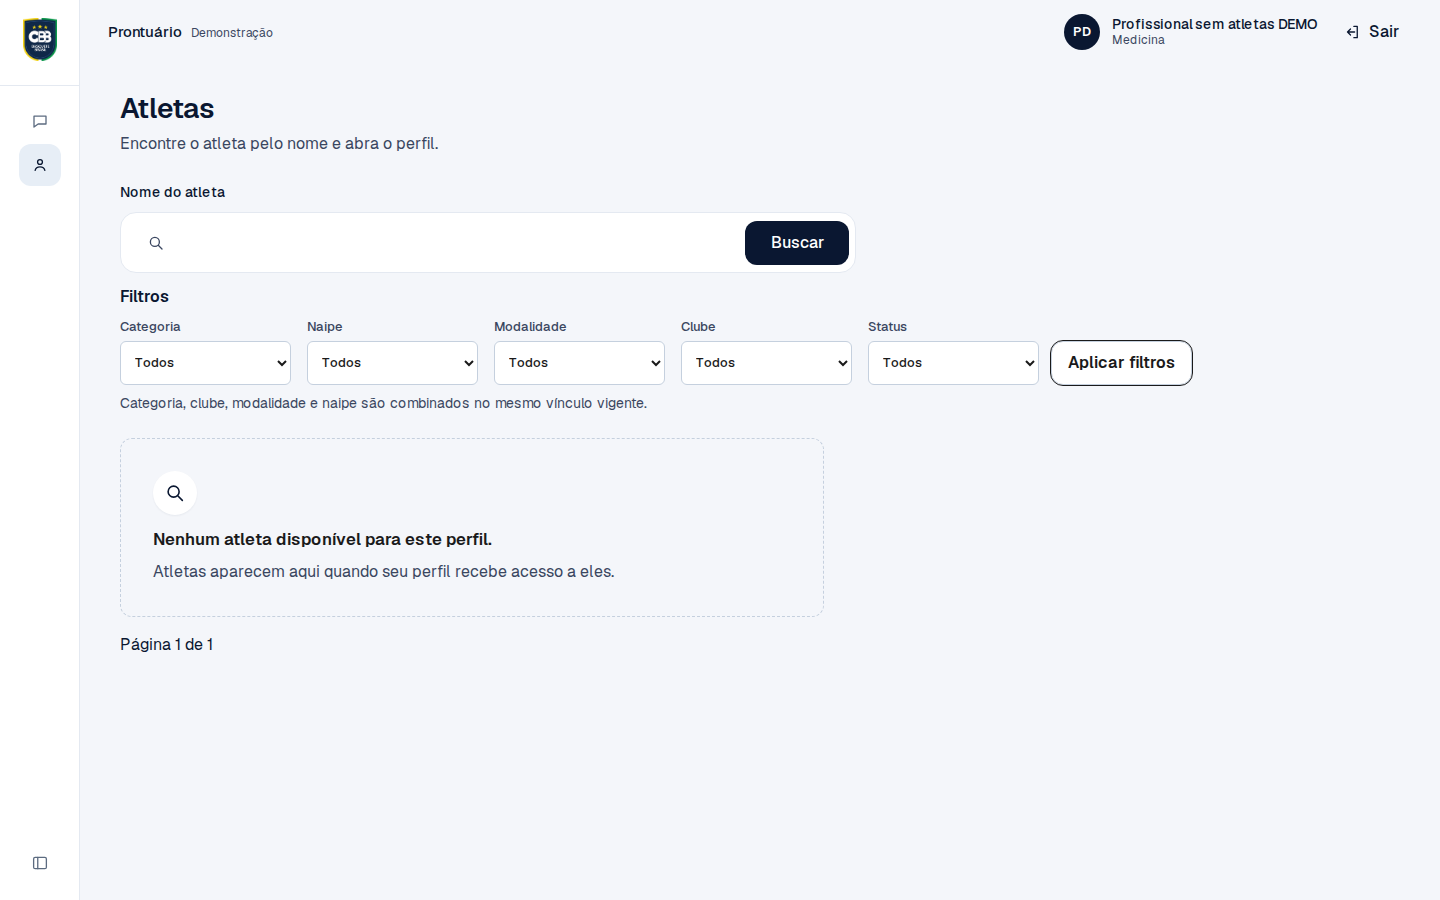 CBB
Prontuário Demonstração
PD
Profissional sem atletas DEMO
Medicina
Sair
Atletas
Encontre o atleta pelo nome e abra o perfil.
Nome do atleta
Buscar
Filtros
Categoria Naipe Modalidade Clube Status
Todos Todos Todos Todos Todos Aplicar filtros
Categoria, clube, modalidade e naipe são combinados no mesmo vínculo vigente.
Nenhum atleta disponível para este perfil.
Atletas aparecem aqui quando seu perfil recebe acesso a eles.
Página 1 de 1